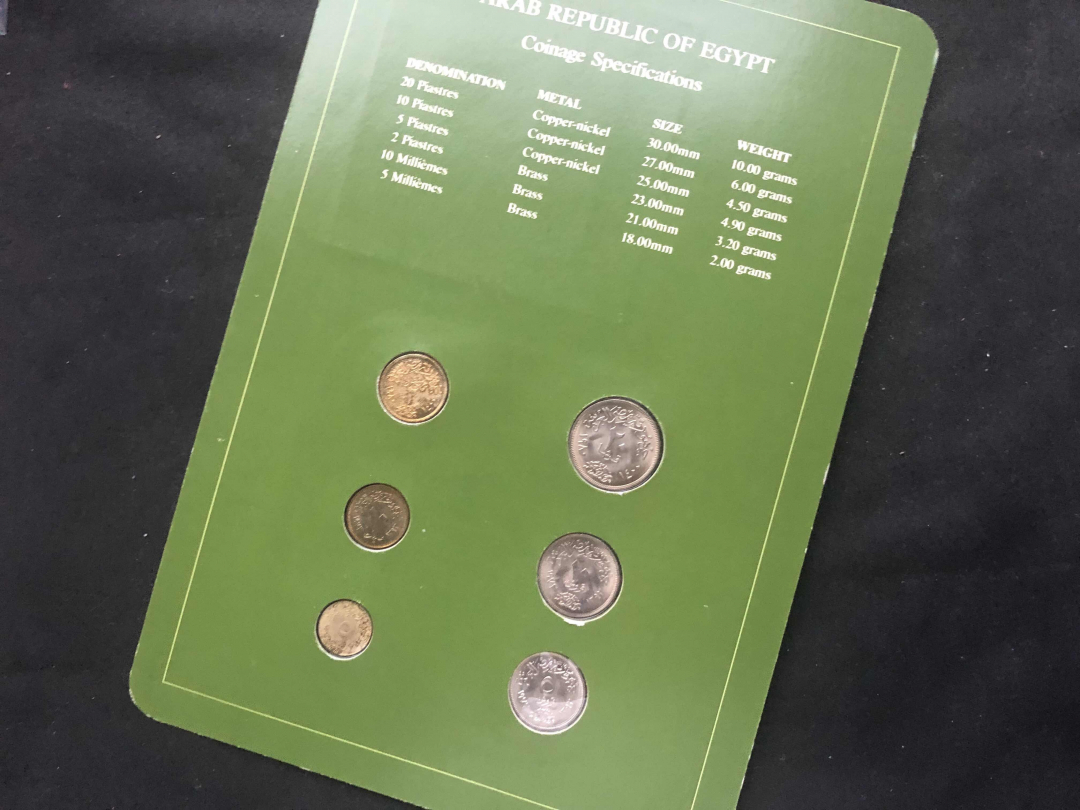 ARAB REPUBLIC OF EGYPT
Coinage Specifications
DENOMINATION METAL SIZE WEIGHT
20 Piastres Copper-nickel 30.00mm 10.00 grams
10 Piastres Copper-nickel 27.00mm 6.00 grams
5 Piastres Copper-nickel 25.00mm 4.50 grams
2 Piastres Brass 23.00mm 4.90 grams
10 Millièmes Brass 21.00mm 3.20 grams
5 Millièmes Brass 18.00mm 2.00 grams